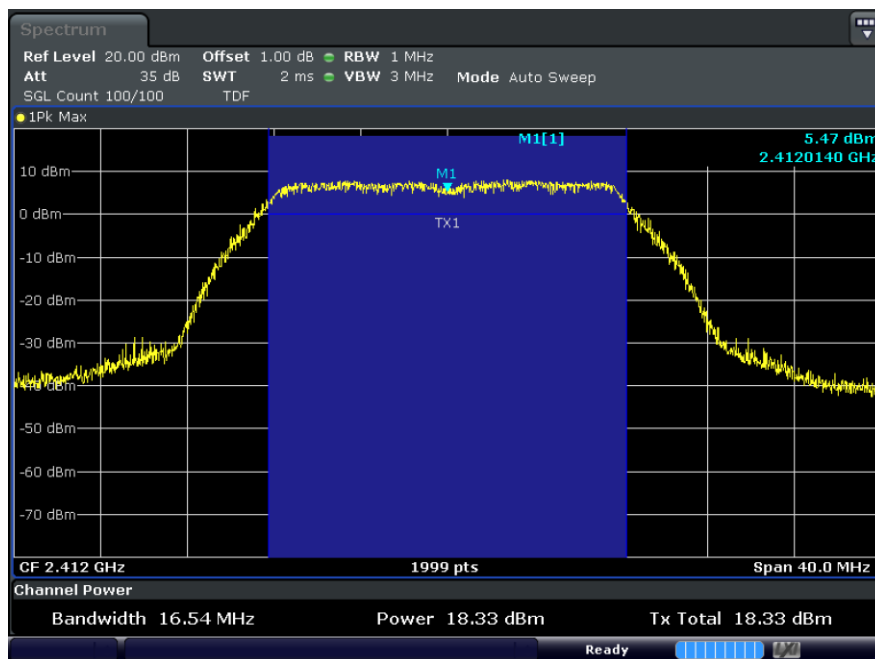 Spectrum
Ref Level 20.00 dBm Offset 1.00 dB RBW 1 MHz
Att 35 dB SWT 2 ms VBW 3 MHz Mode Auto Sweep
SGL Count 100/100 TDF
1Pk Max
M1[1] 5.47 dBm
2.4120140 GHz
10 dBm
M1
0 dBm
TX1
-10 dBm
-20 dBm
-30 dBm
-40 dBm
-50 dBm
-60 dBm
-70 dBm
CF 2.412 GHz 1999 pts Span 40.0 MHz
Channel Power
Bandwidth 16.54 MHz Power 18.33 dBm Tx Total 18.33 dBm
Ready